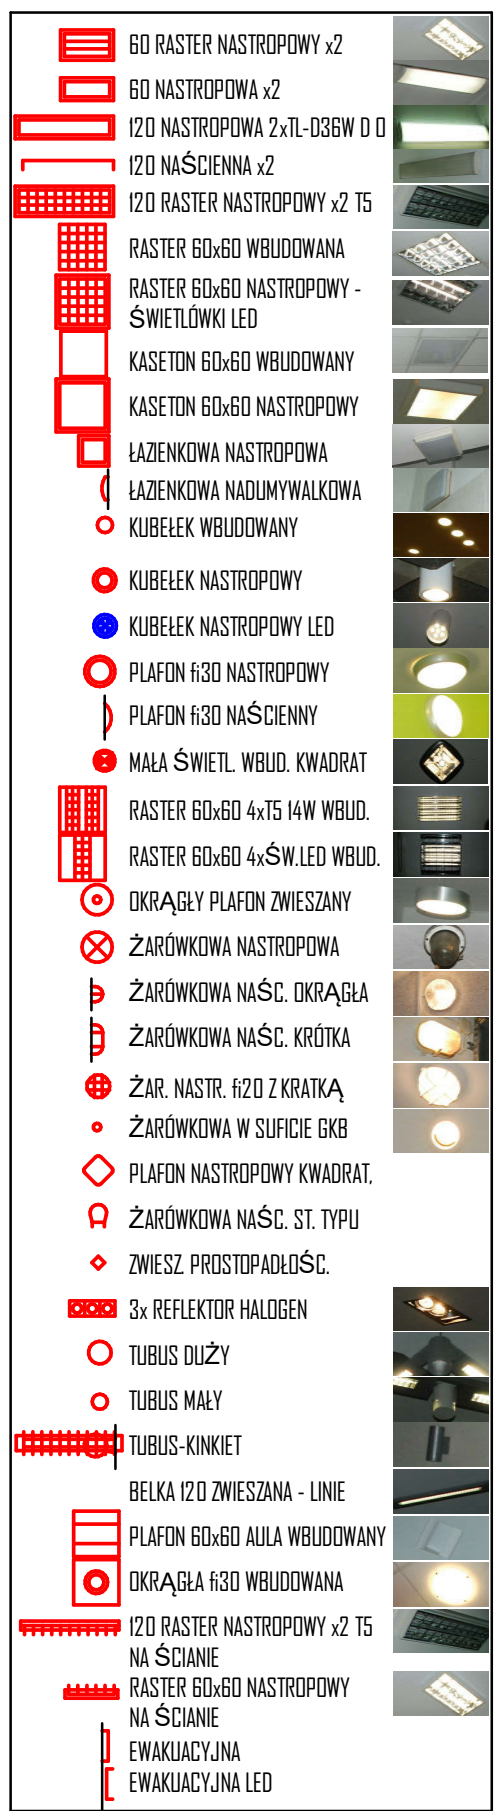 60 RASTER NASTROPOWY x2
60 NASTROPOWA x2
120 NASTROPOWA 2xTL-D36W D O
120 NAŚCIENNA x2
120 RASTER NASTROPOWY x2 T5
RASTER 60x60 WBUDOWANA
RASTER 60x60 NASTROPOWY -
ŚWIETLÓWKI LED
KASETON 60x60 WBUDOWANY
KASETON 60x60 NASTROPOWY
ŁAZIENKOWA NASTROPOWA
ŁAZIENKOWA NADUMYWALKOWA
KUBEŁEK WBUDOWANY
KUBEŁEK NASTROPOWY
KUBEŁEK NASTROPOWY LED
PLAFON fi30 NASTROPOWY
PLAFON fi30 NAŚCIENNY
MAŁA ŚWIETL. WBUD. KWADRAT
RASTER 60x60 4xT5 14W WBUD.
RASTER 60x60 4xŚW.LED WBUD.
OKRĄGŁY PLAFON ZWIESZANY
ŻARÓWKOWA NASTROPOWA
ŻARÓWKOWA NAŚC. OKRĄGŁA
ŻARÓWKOWA NAŚC. KRÓTKA
ŻAR. NASTR. fi20 Z KRATKĄ
ŻARÓWKOWA W SUFICIE GKB
PLAFON NASTROPOWY KWADRAT,
ŻARÓWKOWA NAŚC. ST. TYPU
ZWIESZ. PROSTOPADŁOŚC.
3x REFLEKTOR HALOGEN
TUBUS DUŻY
TUBUS MAŁY
TUBUS-KINKIET
BELKA 120 ZWIESZANA - LINIE
PLAFON 60x60 AULA WBUDOWANY
OKRĄGŁA fi30 WBUDOWANA
120 RASTER NASTROPOWY x2 T5
NA ŚCIANIE
RASTER 60x60 NASTROPOWY
NA ŚCIANIE
EWAKUACYJNA
EWAKUACYJNA LED